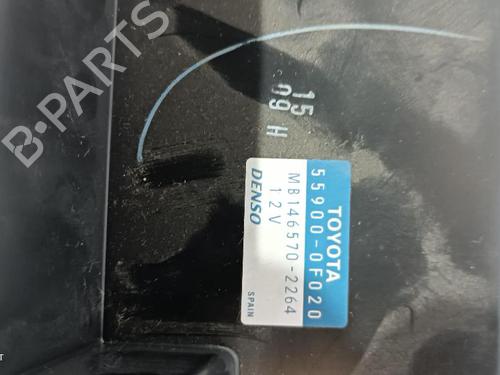 B-PARTS
15
09 H
TOYOTA
55900-0F020
MB146570-2264
12V
DENSO
SPAIN